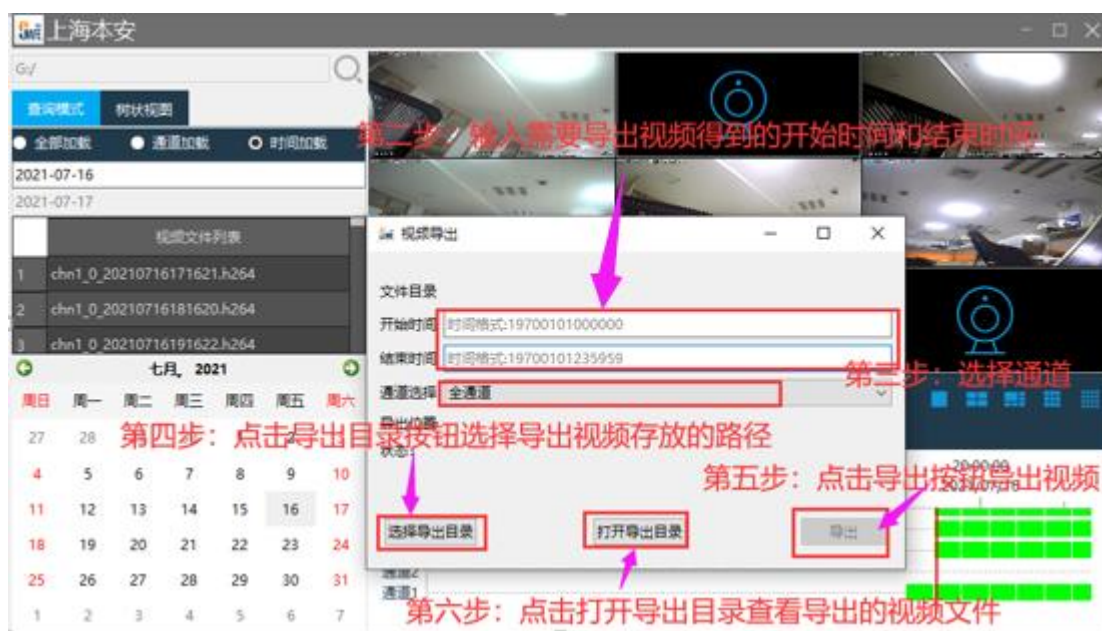 上海本安
G:/
查询模式 树状视图
全部加载 通道加载 时间加载
2021-07-16
2021-07-17
视频文件列表
1 chn1_0_20210716171621.h264
2 chn1_0_20210716181620.h264
3 chn1_0_20210716191622.h264
七月, 2021
周日 周一 周二 周三 周四 周五 周六
27 28
4 5 6 7 8 9 10
11 12 13 14 15 16 17
18 19 20 21 22 23 24
25 26 27 28 29 30 31
1 2 3 4 5 6 7
第二步：输入需要导出视频得到的开始时间和结束时间
视频导出
文件目录
开始时间 时间格式:19700101000000
结束时间 时间格式:19700101235959
通道选择 全通道
第三步：选择通道
导出位置
第四步：点击导出目录按钮选择导出视频存放的路径
状态:
第五步：点击导出按钮导出视频
20:00:00
选择导出目录 打开导出目录 导出
通道2
通道1
第六步：点击打开导出目录查看导出的视频文件